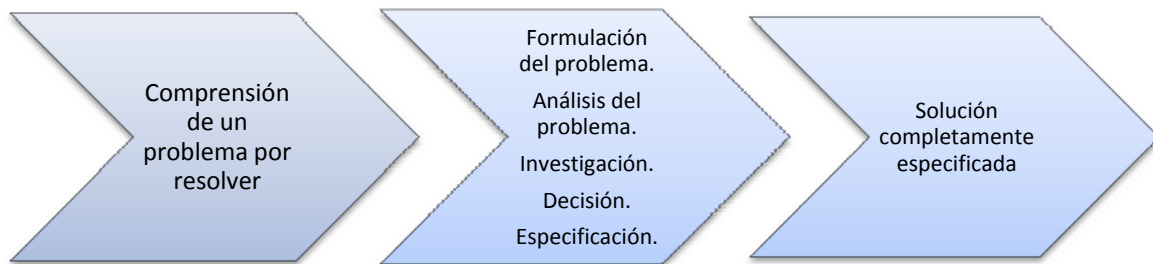 Comprensión
de un
problema por
resolver
Formulación
del problema.
Análisis del
problema.
Investigación.
Decisión.
Especificación.
Solución
completamente
especificada